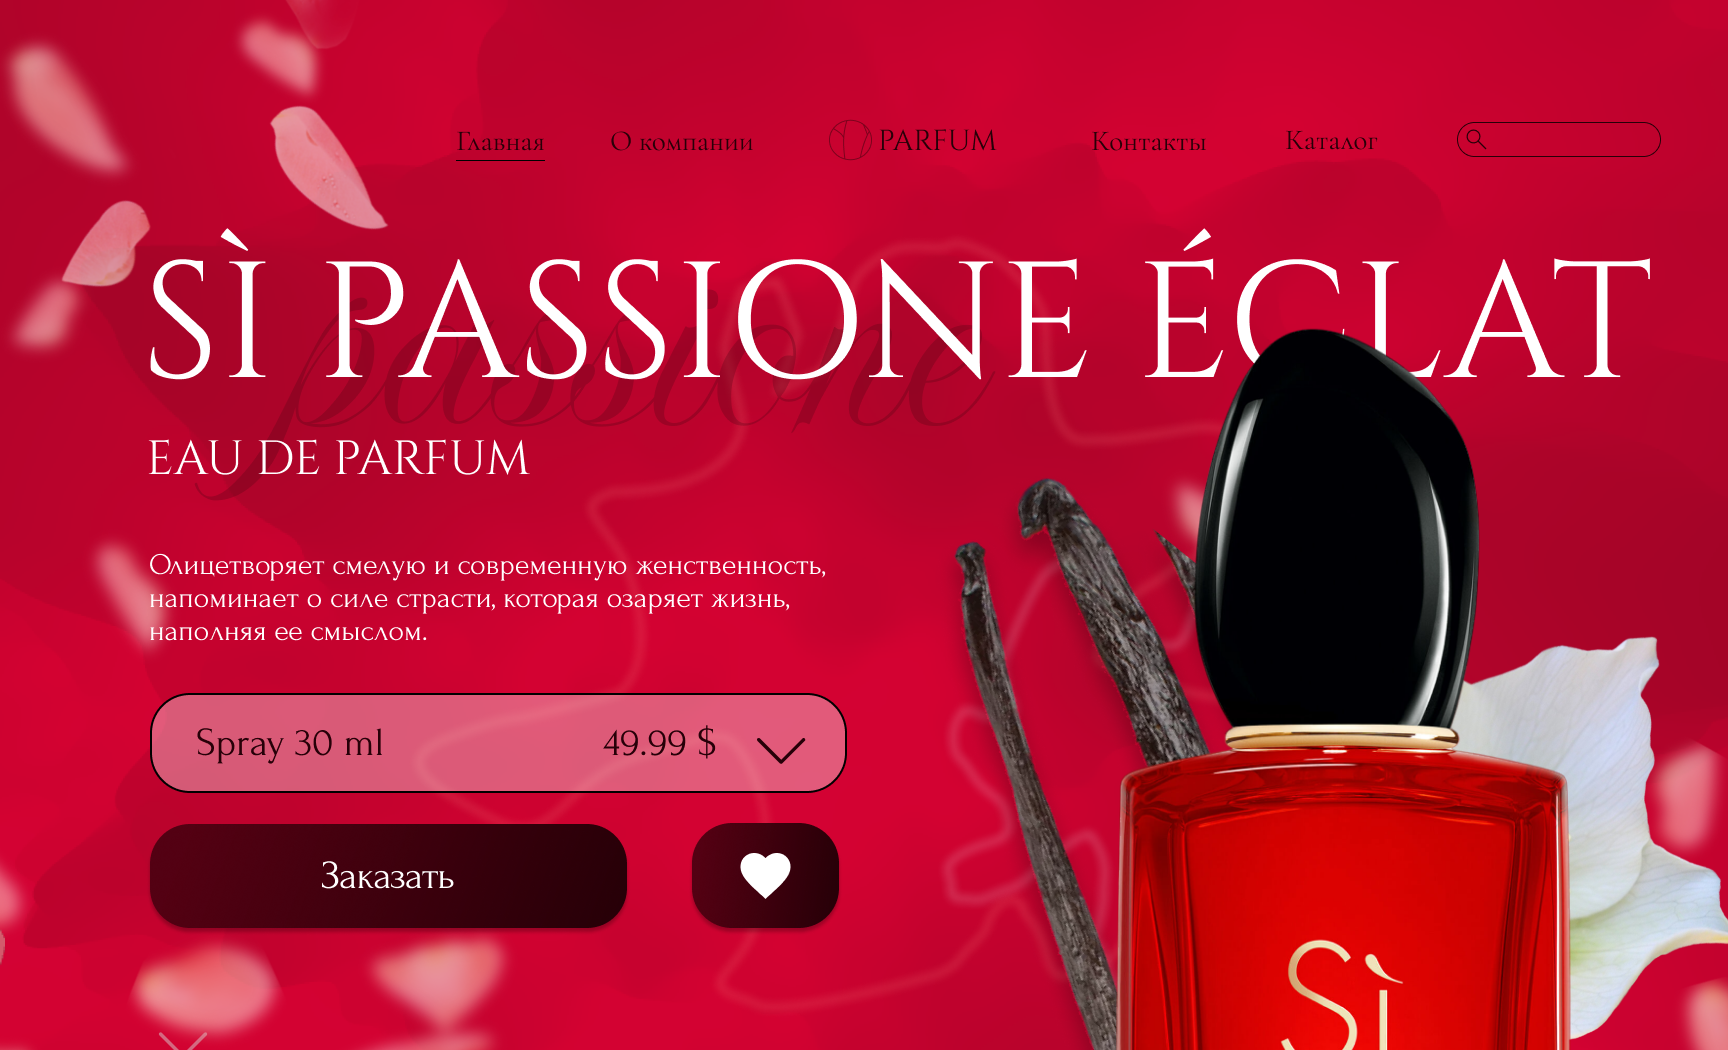 Главная
О компании
PARFUM
Контакты
Каталог
SÌ PASSIONE ÉCLAT
passione
EAU DE PARFUM
Олицетворяет смелую и современную женственность,
напоминает о силе страсти, которая озаряет жизнь,
наполняя ее смыслом.
Spray 30 ml
49.99 $
Заказать
Sì